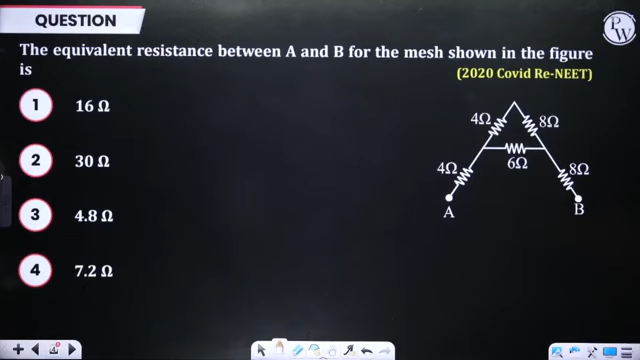 QUESTION
PW
The equivalent resistance between A and B for the mesh shown in the figure
is
(2020 Covid Re-NEET)
1 16 Ω
2 30 Ω
3 4.8 Ω
4 7.2 Ω
4Ω 8Ω
6Ω
4Ω 8Ω
A B